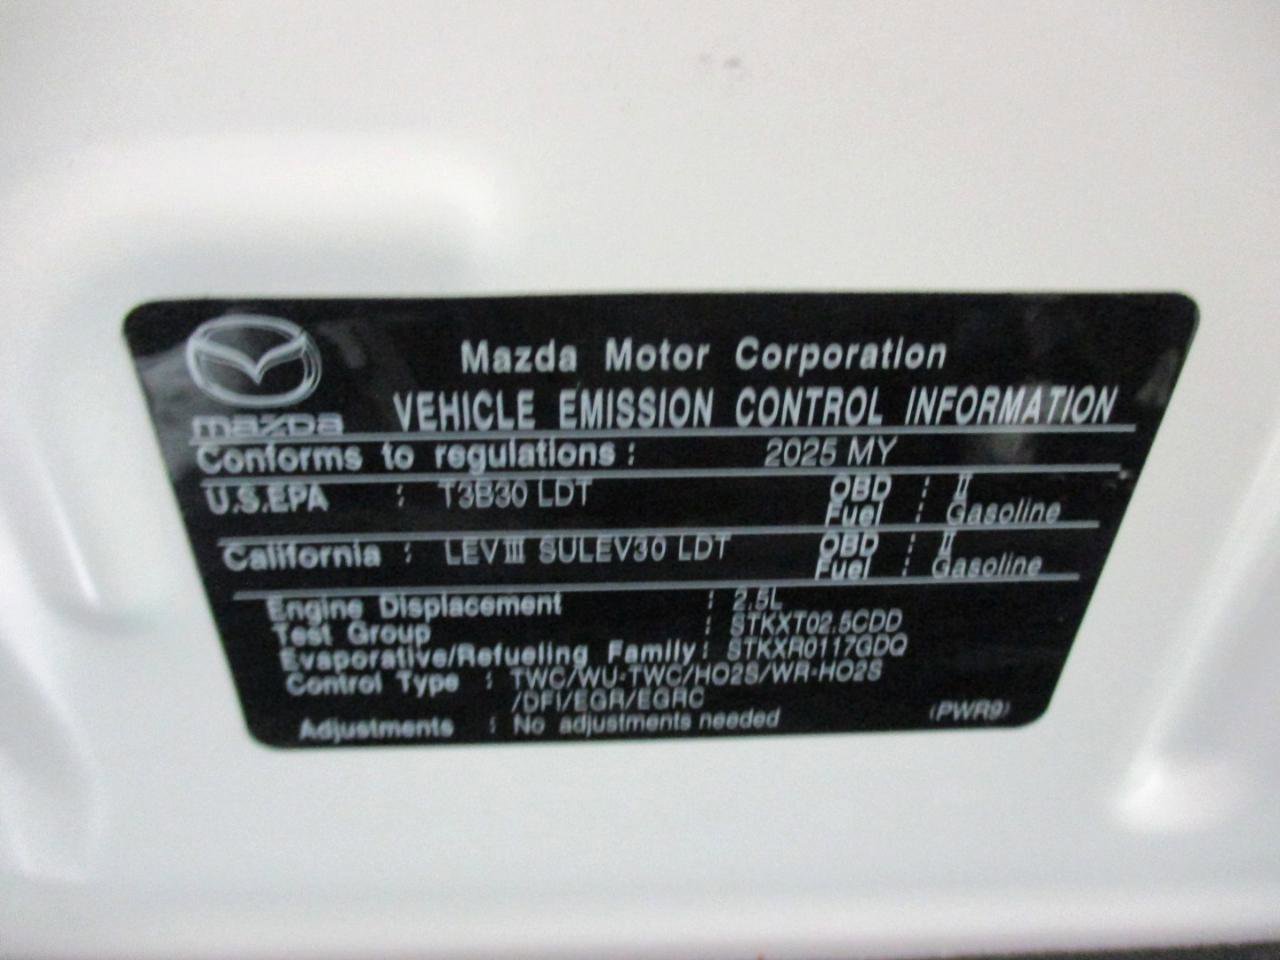 Mazda Motor Corporation
mazda
VEHICLE EMISSION CONTROL INFORMATION
Conforms to regulations : 2025 MY
U.S.EPA : T3B30 LDT OBD : II
Fuel : Gasoline
California : LEVIII SULEV30 LDT OBD : II
Fuel : Gasoline
Engine Displacement : 2.5L
Test Group : STKXT02.5CDD
Evaporative/Refueling Family : STKXR0117GDQ
Control Type : TWC/WU-TWC/HO2S/WR-HO2S
/DFI/EGR/EGRC
Adjustments : No adjustments needed (PWR9)